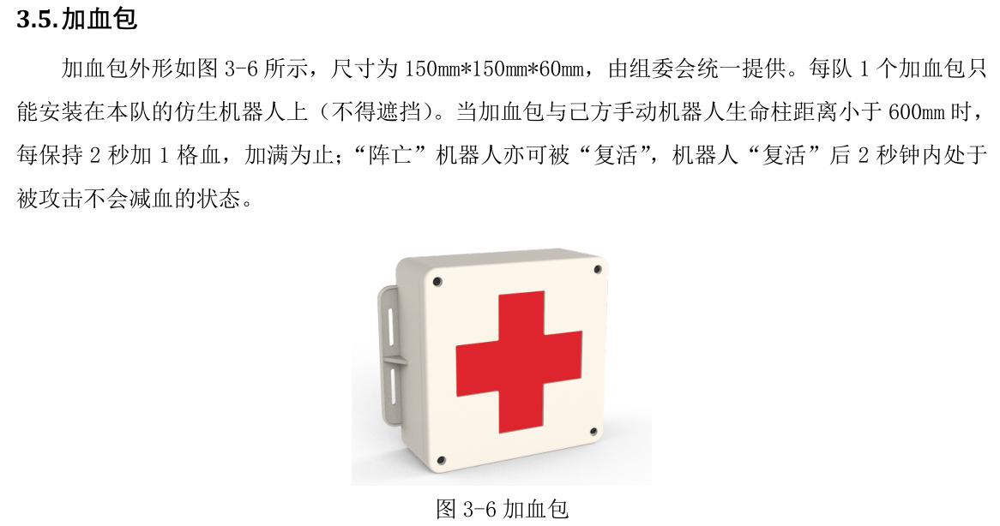 3.5.加血包
加血包外形如图 3-6 所示，尺寸为 150mm*150mm*60mm，由组委会统一提供。每队 1 个加血包只
能安装在本队的仿生机器人上（不得遮挡）。当加血包与己方手动机器人生命柱距离小于 600mm 时，
每保持 2 秒加 1 格血，加满为止；“阵亡”机器人亦可被“复活”，机器人“复活”后 2 秒钟内处于
被攻击不会减血的状态。
图 3-6 加血包